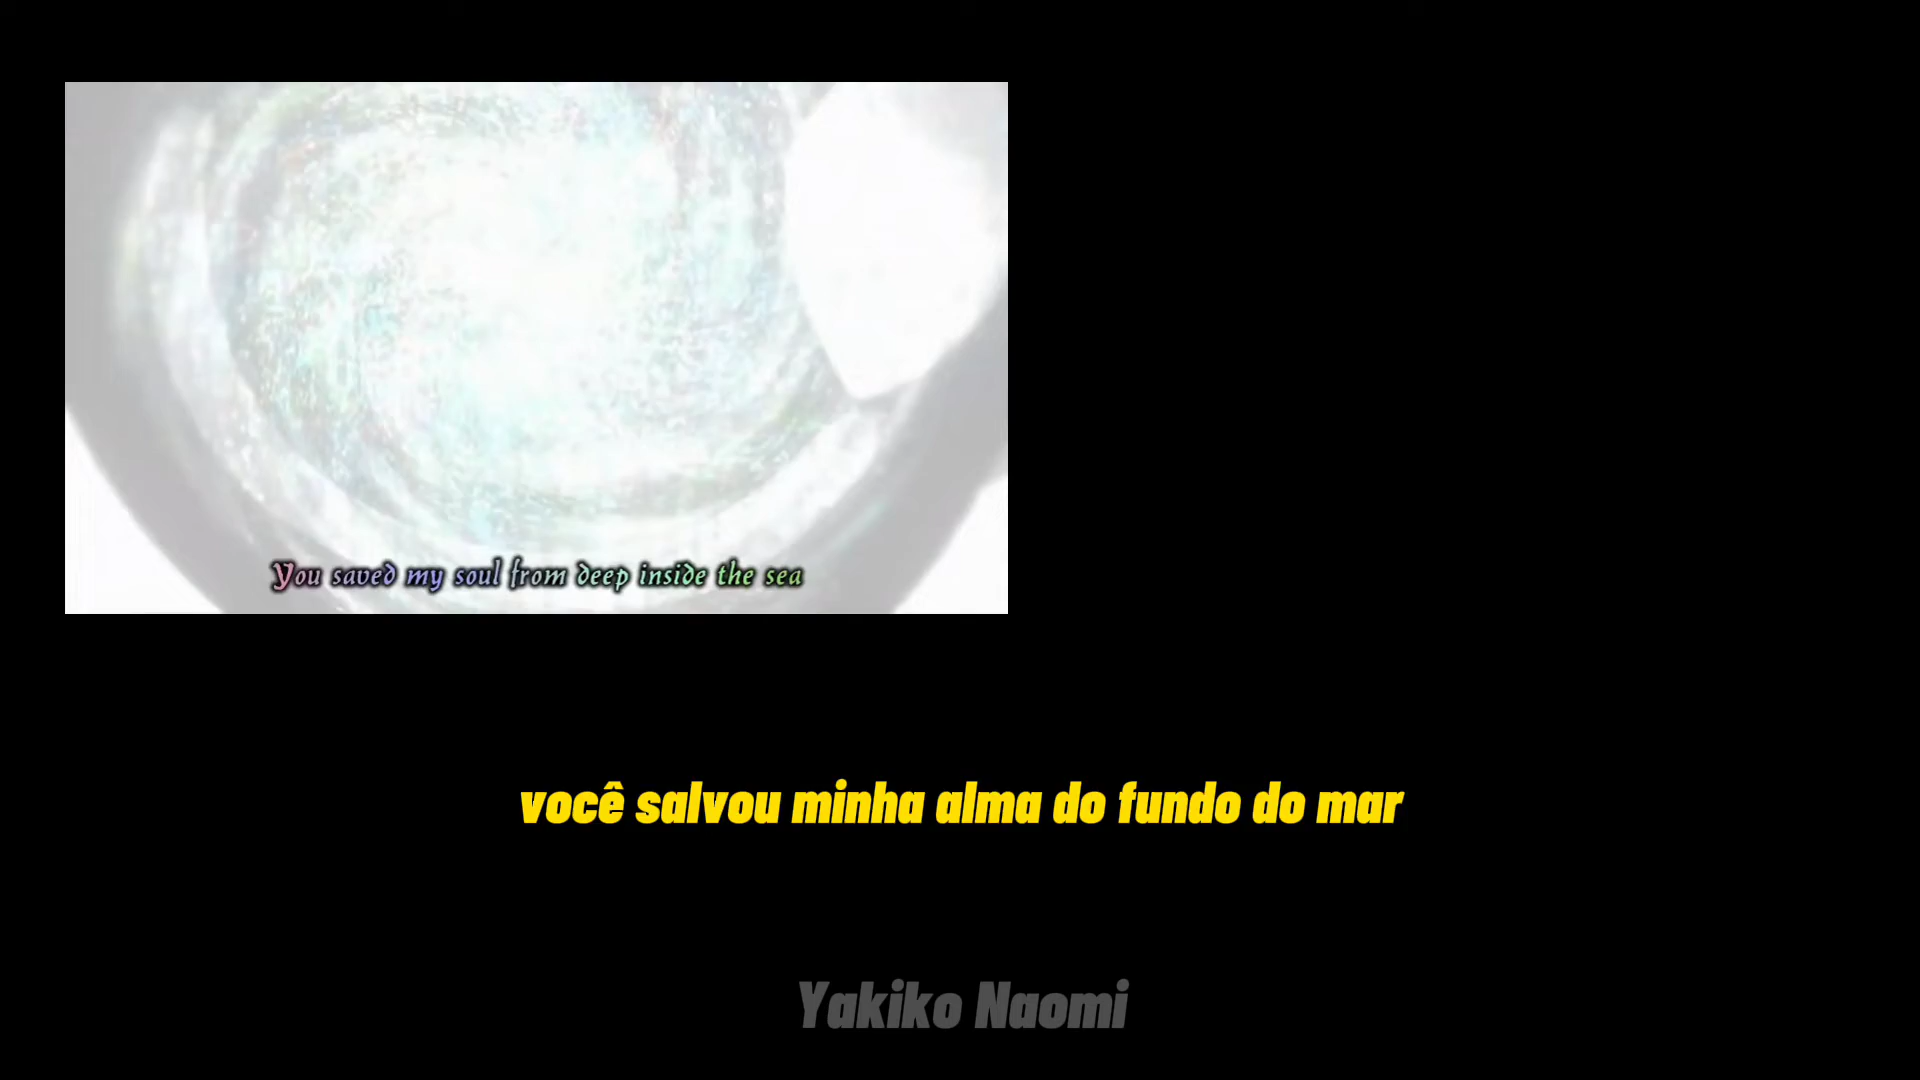 You saved my soul from deep inside the sea
você salvou minha alma do fundo do mar
Yakiko Naomi